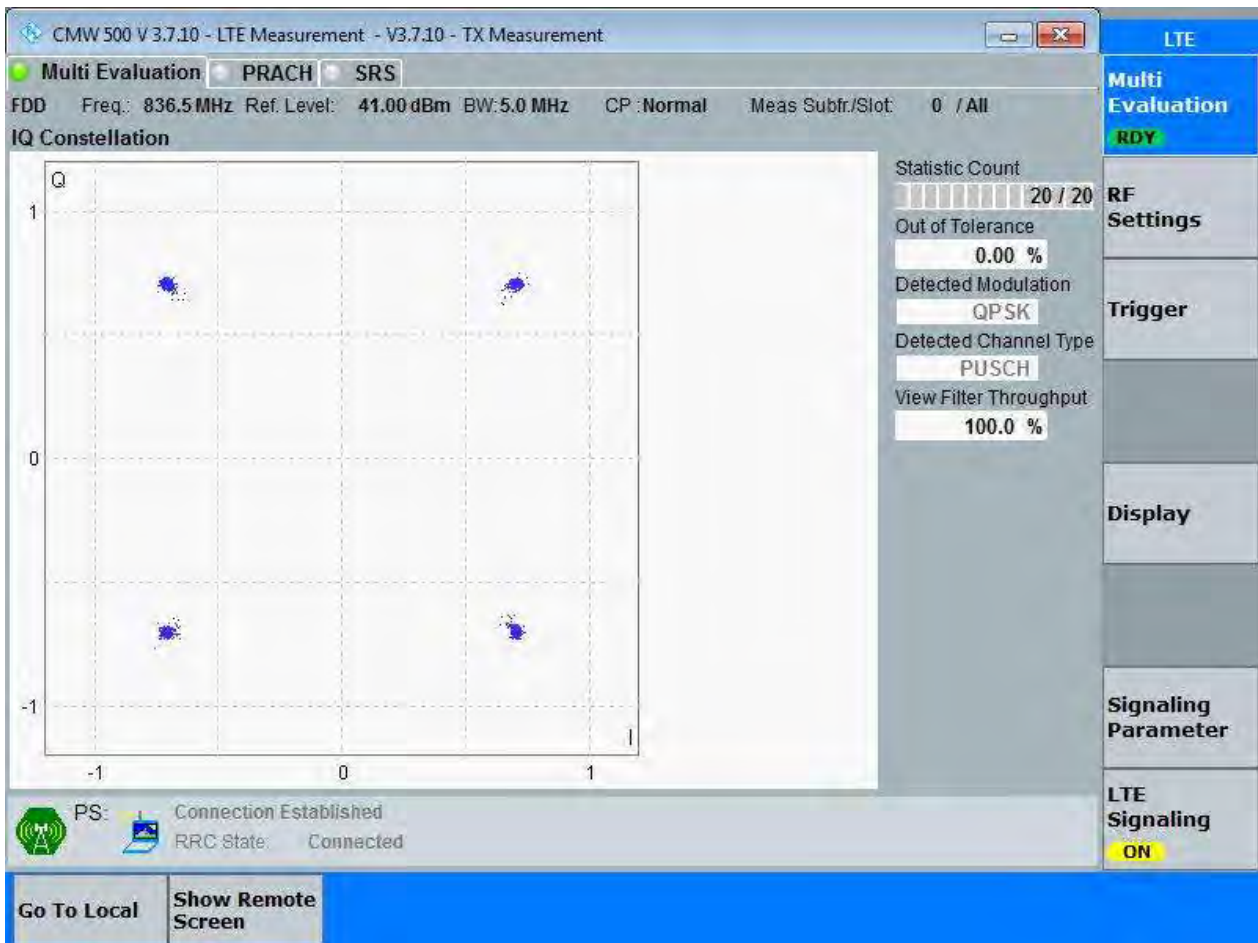 CMW 500 V 3.7.10 - LTE Measurement - V3.7.10 - TX Measurement
LTE
Multi Evaluation PRACH SRS
Multi
Evaluation
RDY
FDD Freq.: 836.5 MHz Ref. Level: 41.00 dBm BW: 5.0 MHz CP : Normal Meas Subfr./Slot: 0 / All
IQ Constellation
Q
1
0
-1
I
-1 0 1
Statistic Count
20 / 20
Out of Tolerance
0.00 %
Detected Modulation
QPSK
Detected Channel Type
PUSCH
View Filter Throughput
100.0 %
RF
Settings
Trigger
Display
Signaling
Parameter
LTE
Signaling
ON
PS: Connection Established
RRC State: Connected
Go To Local
Show Remote
Screen